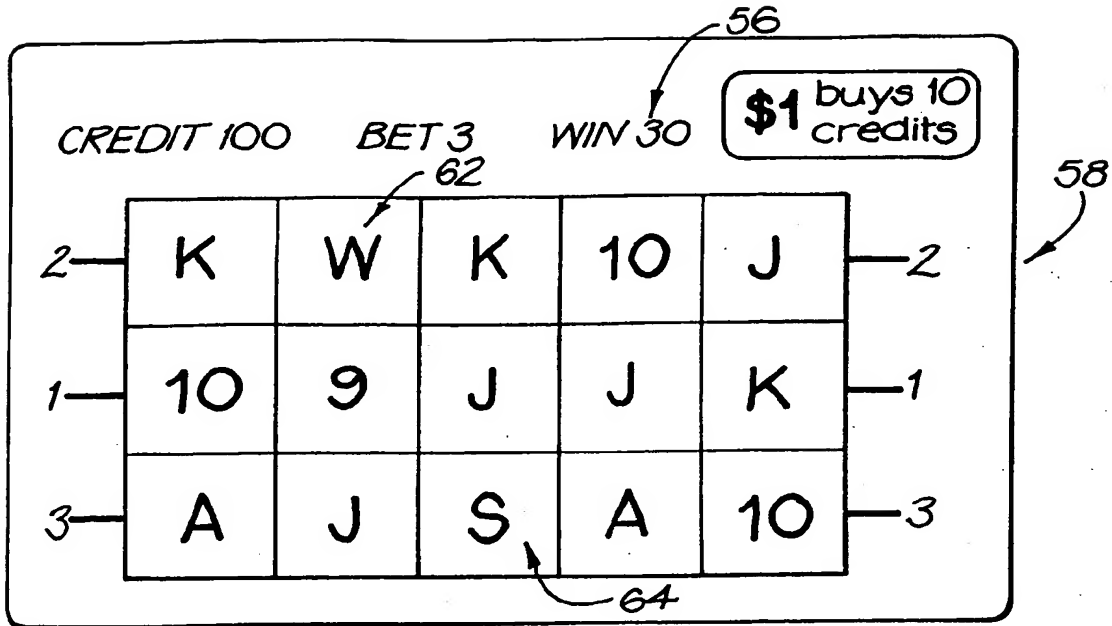 56
$1 buys 10
credits
CREDIT 100 BET 3 WIN 30
62
58
2 K W K 10 J 2
1 10 9 J J K 1
3 A J S A 10 3
64